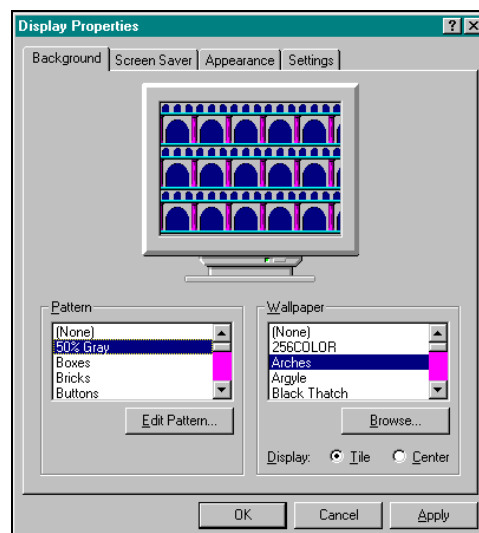 Display Properties
Background Screen Saver Appearance Settings
Pattern
(None)
50% Gray
Boxes
Bricks
Buttons
Edit Pattern...
Wallpaper
(None)
256COLOR
Arches
Argyle
Black Thatch
Browse...
Display: Tile Center
OK Cancel Apply